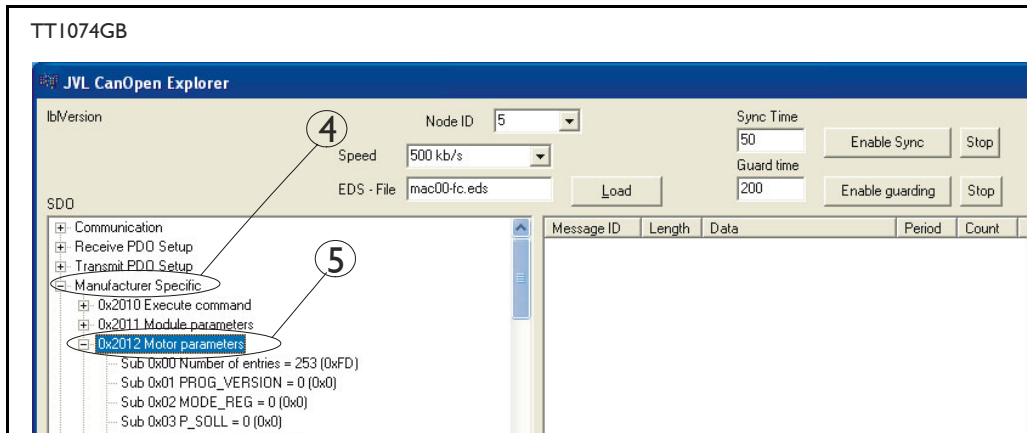 TT1074GB
JVL CanOpen Explorer
lblVersion
4
Node ID 5
Sync Time
50
Enable Sync
Stop
Speed 500 kb/s
Guard time
EDS - File mac00-fc.eds
Load
200
Enable guarding
Stop
SDO
Communication
Receive PDO Setup
Transmit PDO Setup
Manufacturer Specific
0x2010 Execute command
0x2011 Module parameters
0x2012 Motor parameters
Sub 0x00 Number of entries = 253 (0xFD)
Sub 0x01 PROG_VERSION = 0 (0x0)
Sub 0x02 MODE_REG = 0 (0x0)
Sub 0x03 P_SOLL = 0 (0x0)
5
Message ID Length Data Period Count